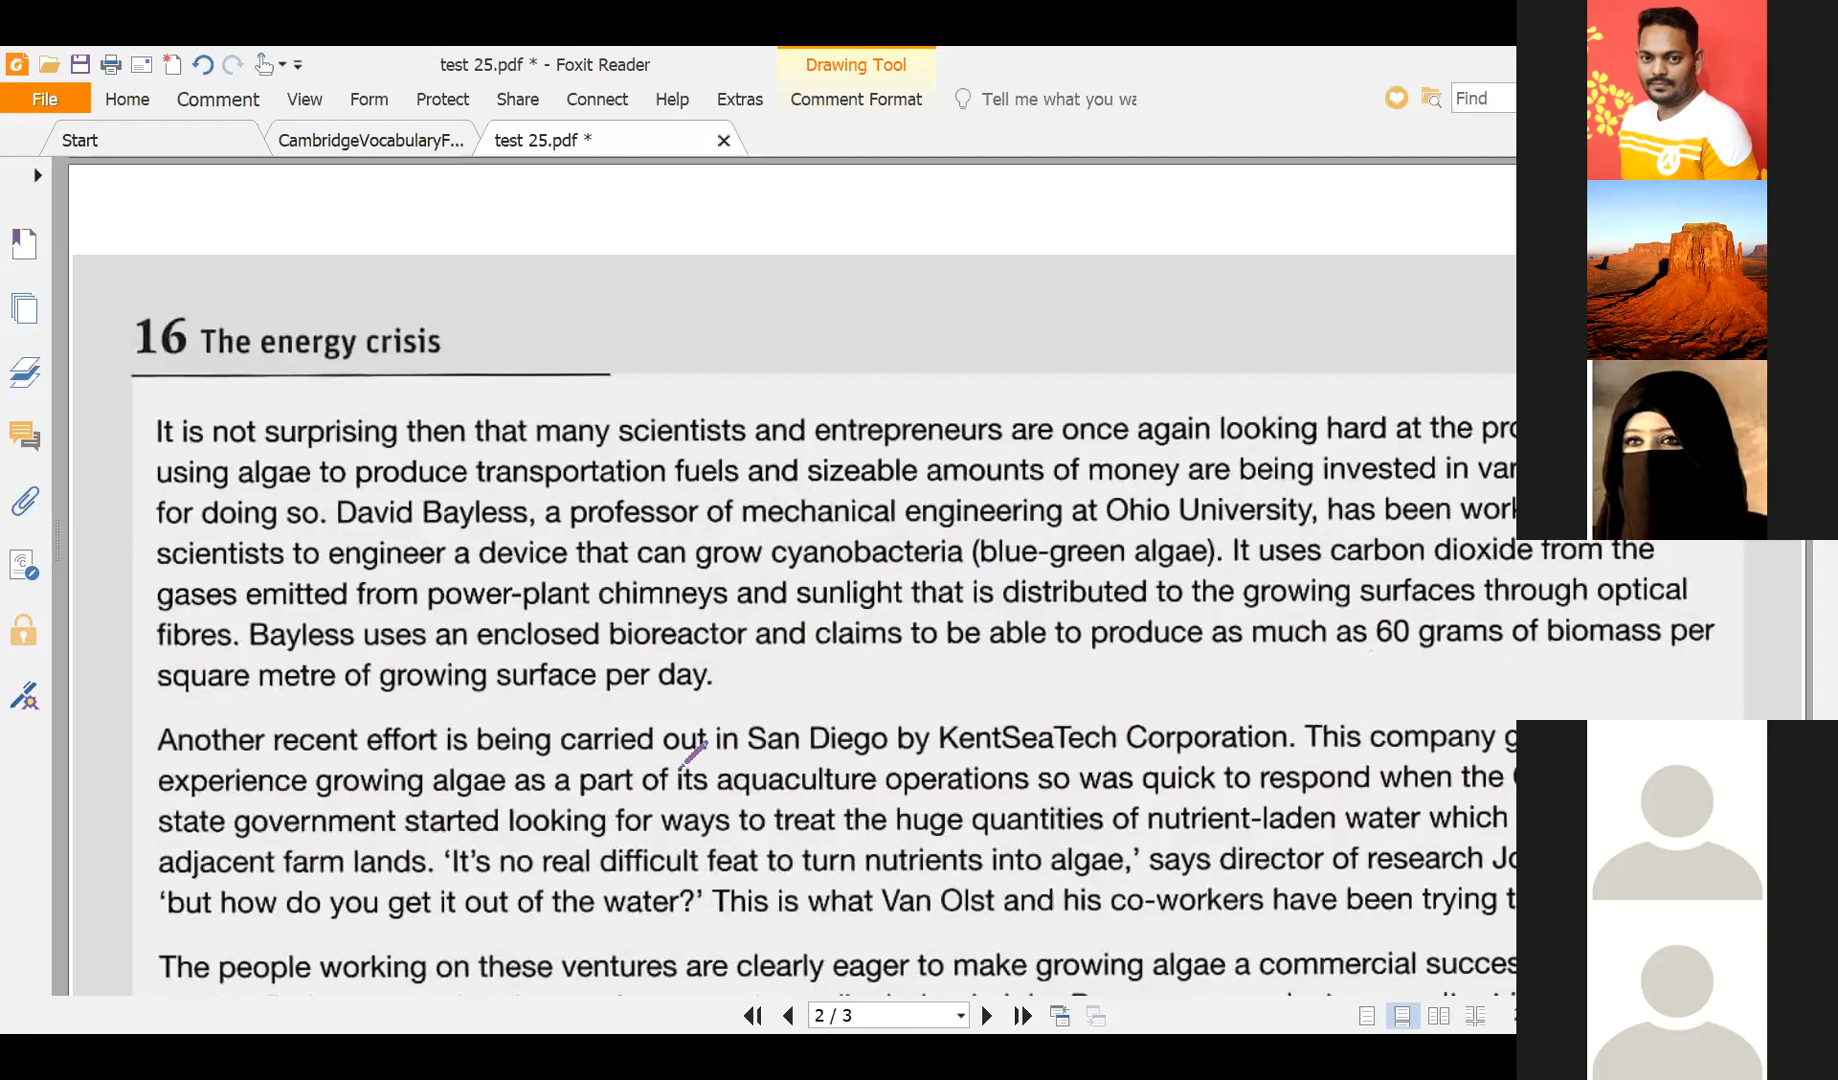 test 25.pdf * - Foxit Reader
Drawing Tool
File Home Comment View Form Protect Share Connect Help Extras Comment Format Tell me what you wa Find
Start CambridgeVocabularyF... test 25.pdf *
16 The energy crisis
It is not surprising then that many scientists and entrepreneurs are once again looking hard at the pro
using algae to produce transportation fuels and sizeable amounts of money are being invested in var
for doing so. David Bayless, a professor of mechanical engineering at Ohio University, has been work
scientists to engineer a device that can grow cyanobacteria (blue-green algae). It uses carbon dioxide from the
gases emitted from power-plant chimneys and sunlight that is distributed to the growing surfaces through optical
fibres. Bayless uses an enclosed bioreactor and claims to be able to produce as much as 60 grams of biomass per
square metre of growing surface per day.
Another recent effort is being carried out in San Diego by KentSeaTech Corporation. This company g
experience growing algae as a part of its aquaculture operations so was quick to respond when the
state government started looking for ways to treat the huge quantities of nutrient-laden water which
adjacent farm lands. ‘It’s no real difficult feat to turn nutrients into algae,’ says director of research Jo
‘but how do you get it out of the water?’ This is what Van Olst and his co-workers have been trying t
The people working on these ventures are clearly eager to make growing algae a commercial succes
2 / 3